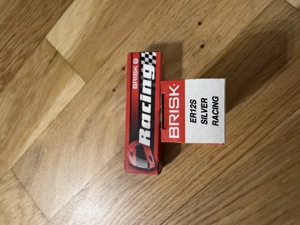 BRISK
Racing
BRISK
ER12S
SILVER
RACING